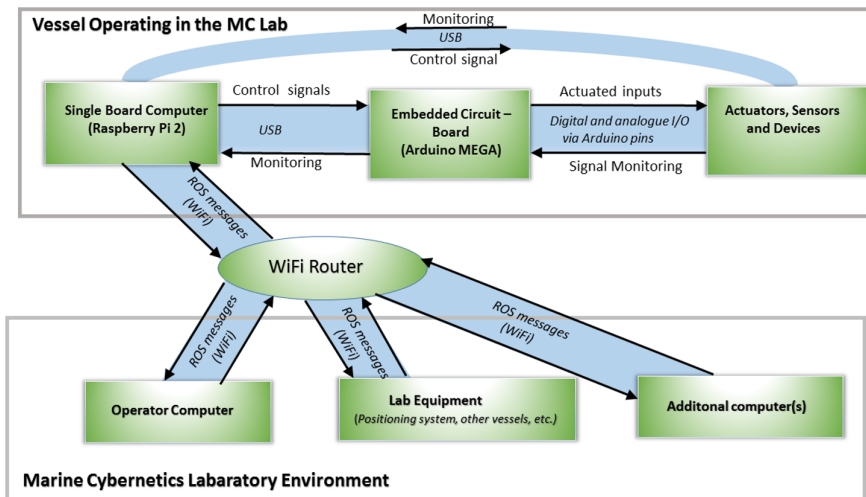 Vessel Operating in the MC Lab
Monitoring
USB
Control signal
Single Board Computer
(Raspberry Pi 2)
Control signals
USB
Monitoring
Embedded Circuit –
Board
(Arduino MEGA)
Actuated inputs
Digital and analogue I/O
via Arduino pins
Signal Monitoring
Actuators, Sensors
and Devices
ROS messages
(WiFi)
WiFi Router
ROS messages
(WiFi)
ROS messages
(WiFi)
ROS messages
(WiFi)
Operator Computer
Lab Equipment
(Positioning system, other vessels, etc.)
Additonal computer(s)
Marine Cybernetics Labaratory Environment